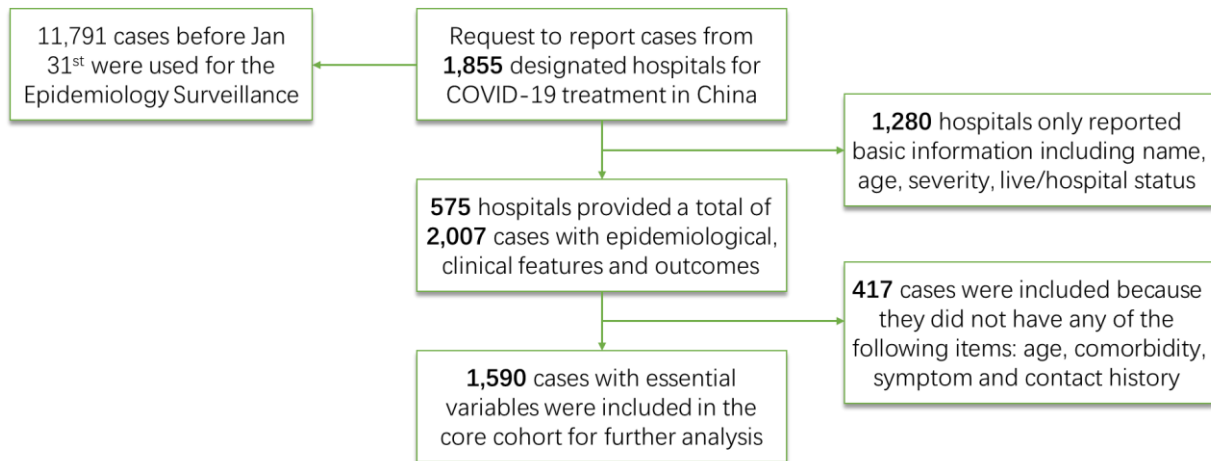 11,791 cases before Jan
31st were used for the
Epidemiology Surveillance
Request to report cases from
1,855 designated hospitals for
COVID-19 treatment in China
1,280 hospitals only reported
basic information including name,
age, severity, live/hospital status
575 hospitals provided a total of
2,007 cases with epidemiological,
clinical features and outcomes
417 cases were included because
they did not have any of the
following items: age, comorbidity,
symptom and contact history
1,590 cases with essential
variables were included in the
core cohort for further analysis